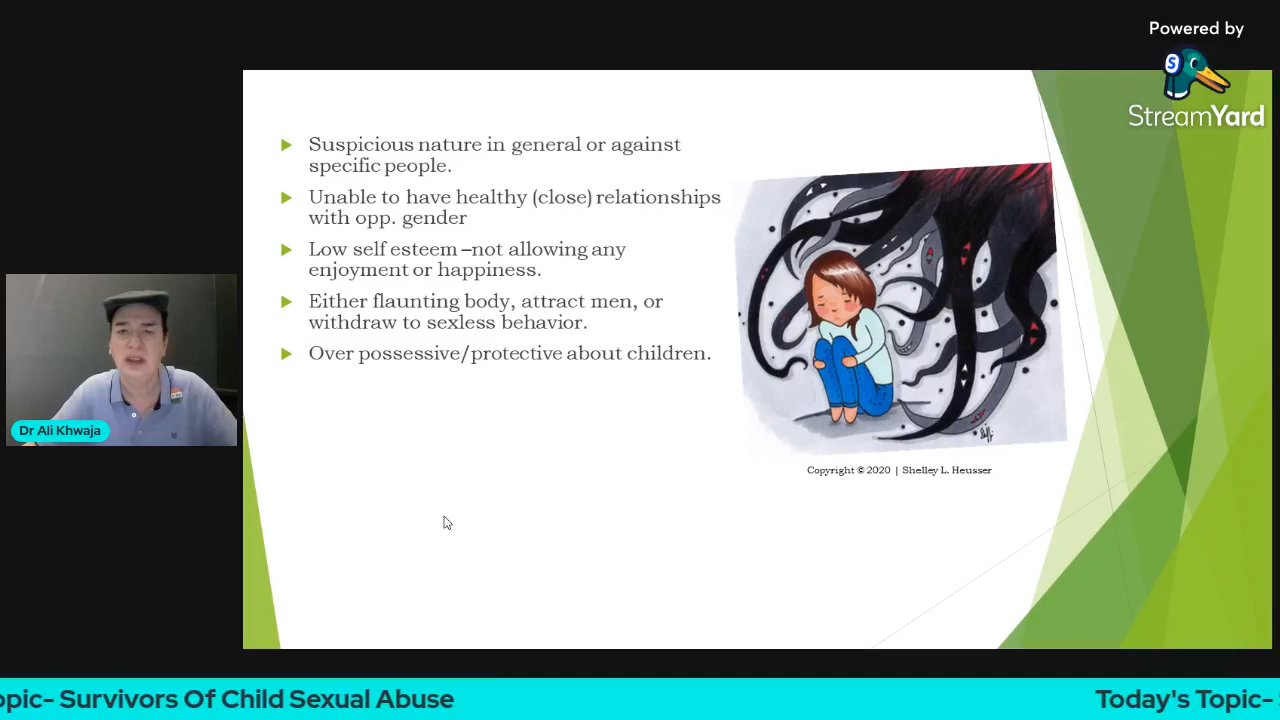 Powered by
StreamYard
Suspicious nature in general or against
specific people.
Unable to have healthy (close) relationships
with opp. gender
Low self esteem –not allowing any
enjoyment or happiness.
Either flaunting body, attract men, or
withdraw to sexless behavior.
Over possessive/protective about children.
Copyright © 2020 | Shelley L. Heusser
Dr Ali Khwaja
opic- Survivors Of Child Sexual Abuse
Today's Topic-